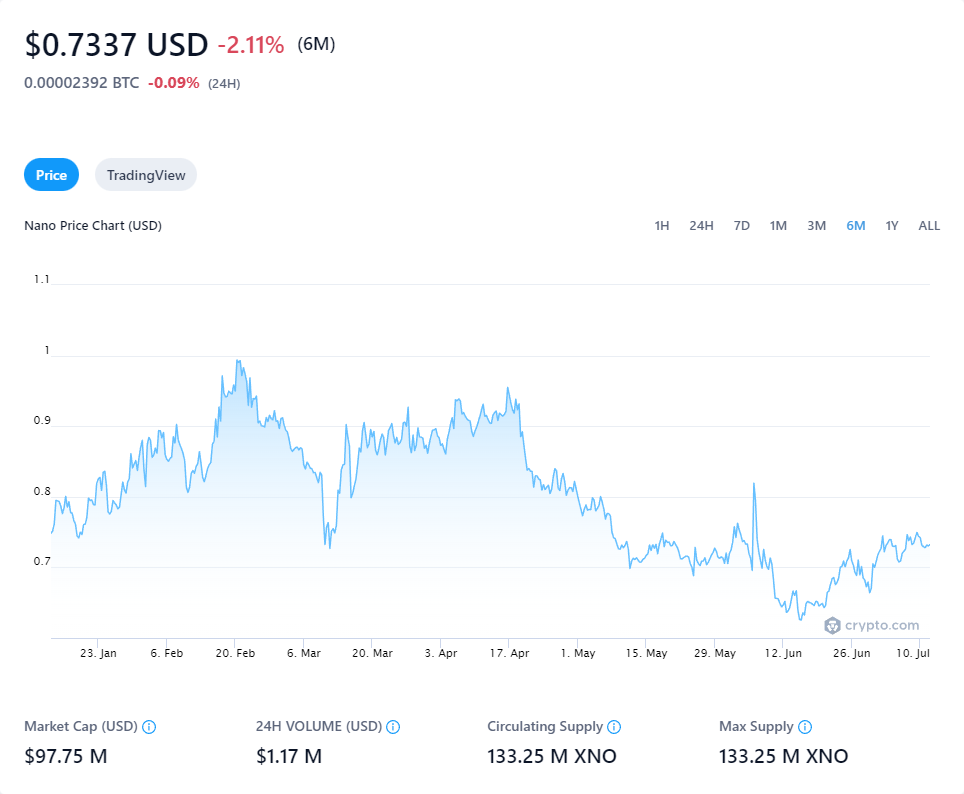 $0.7337 USD -2.11% (6M)
0.00002392 BTC -0.09% (24H)
Price TradingView
Nano Price Chart (USD) 1H 24H 7D 1M 3M 6M 1Y ALL
1.1
1
0.9
0.8
0.7
crypto.com
23. Jan 6. Feb 20. Feb 6. Mar 20. Mar 3. Apr 17. Apr 1. May 15. May 29. May 12. Jun 26. Jun 10. Jul
Market Cap (USD) 24H VOLUME (USD) Circulating Supply Max Supply
$97.75 M $1.17 M 133.25 M XNO 133.25 M XNO